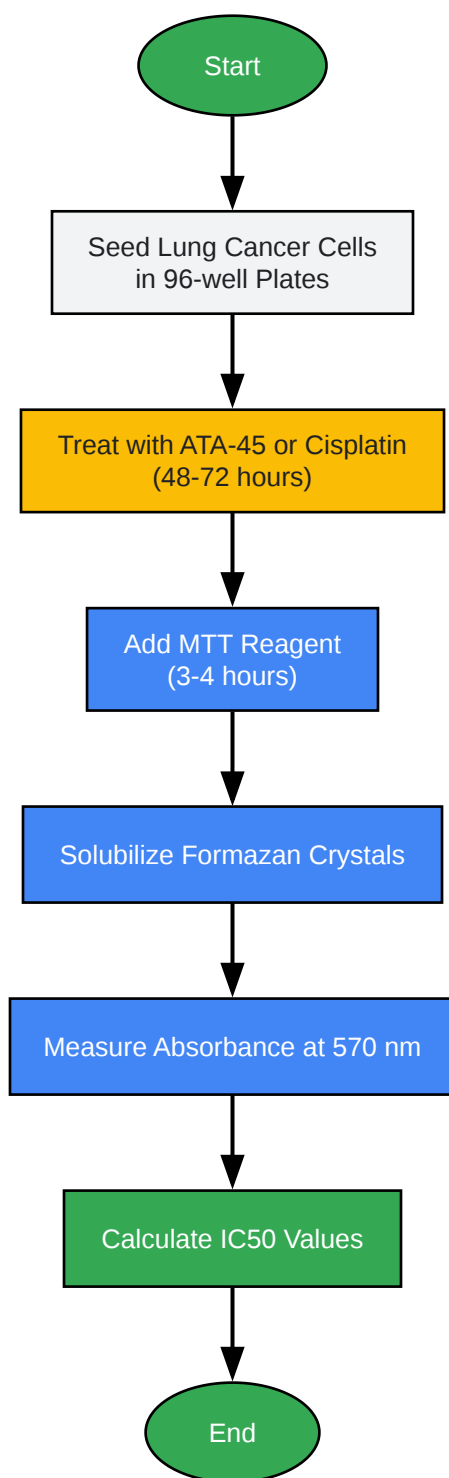 Start
Seed Lung Cancer Cells
in 96-well Plates
Treat with ATA-45 or Cisplatin
(48-72 hours)
Add MTT Reagent
(3-4 hours)
Solubilize Formazan Crystals
Measure Absorbance at 570 nm
Calculate IC50 Values
End